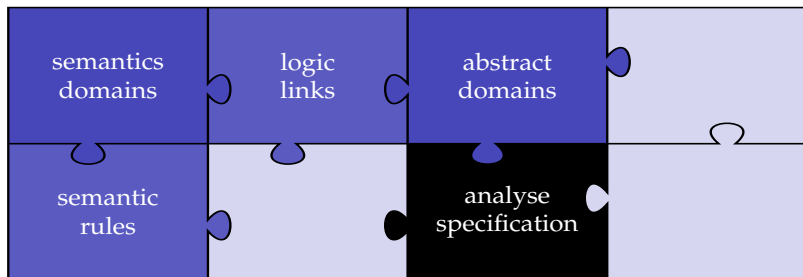 semantics
domains
logic
links
abstract
domains
semantic
rules
analyse
specification